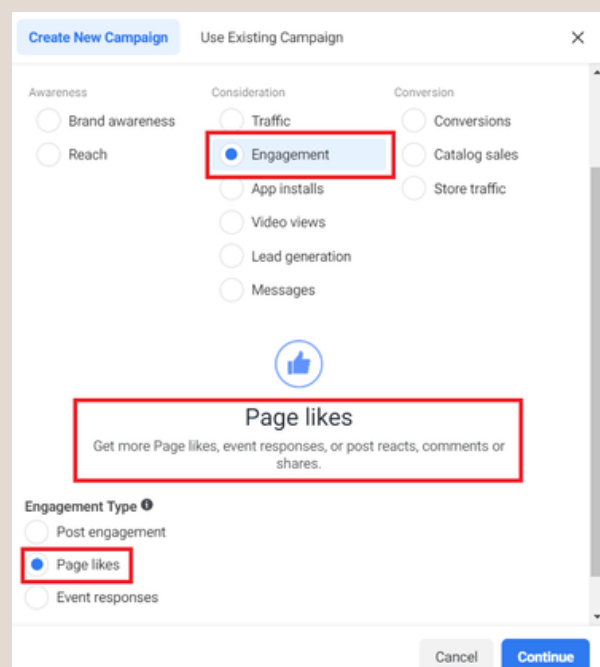 Create New Campaign
Use Existing Campaign
Awareness
Consideration
Conversion
Brand awareness
Traffic
Conversions
Reach
Engagement
Catalog sales
App installs
Store traffic
Video views
Lead generation
Messages
Page likes
Get more Page likes, event responses, or post reacts, comments or
shares.
Engagement Type
Post engagement
Page likes
Event responses
Cancel
Continue